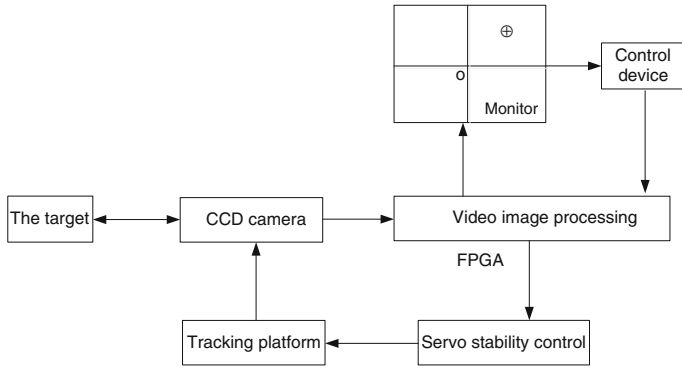 Control
device
o
Monitor
The target
CCD camera
Video image processing
FPGA
Tracking platform
Servo stability control